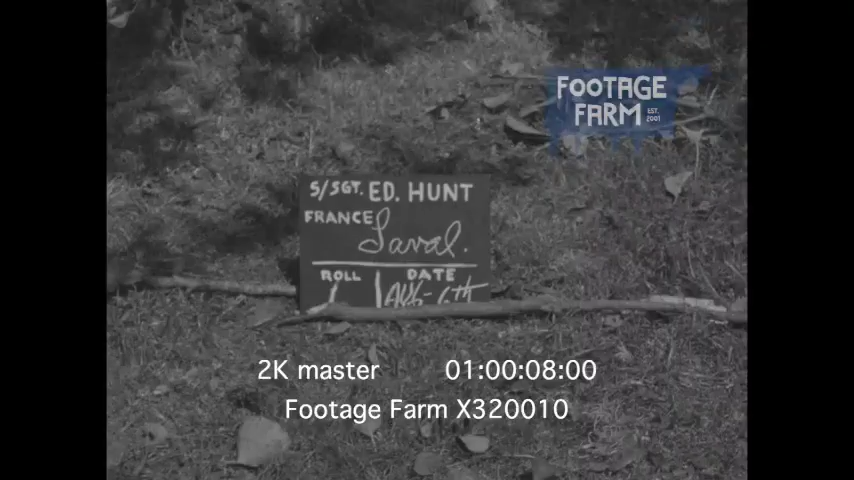 FOOTAGE
FARM
EST.
2001
S/SGT. ED. HUNT
FRANCE Laval.
ROLL DATE
1 AUG-6TH
2K master 01:00:08:00
Footage Farm X320010